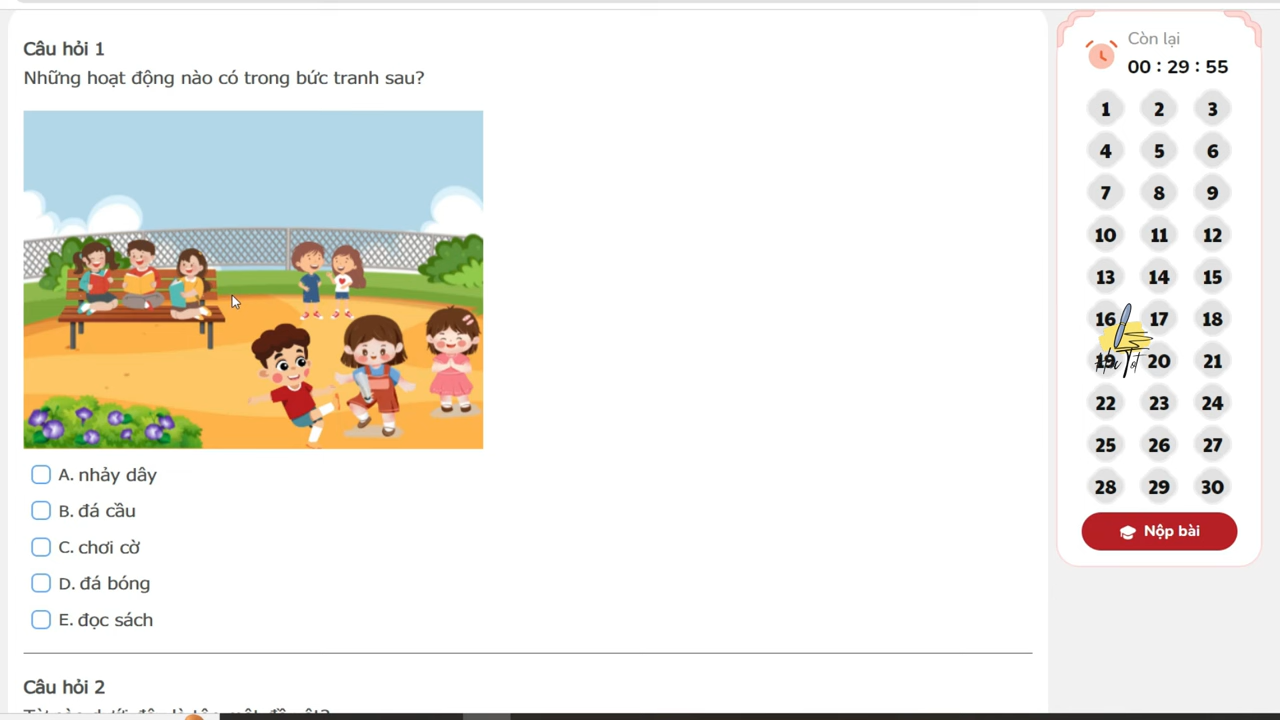 Câu hỏi 1
Những hoạt động nào có trong bức tranh sau?
A. nhảy dây
B. đá cầu
C. chơi cờ
D. đá bóng
E. đọc sách
Câu hỏi 2
Còn lại
00 : 29 : 55
1 2 3
4 5 6
7 8 9
10 11 12
13 14 15
16 17 18
19 20 21
22 23 24
25 26 27
28 29 30
Nộp bài